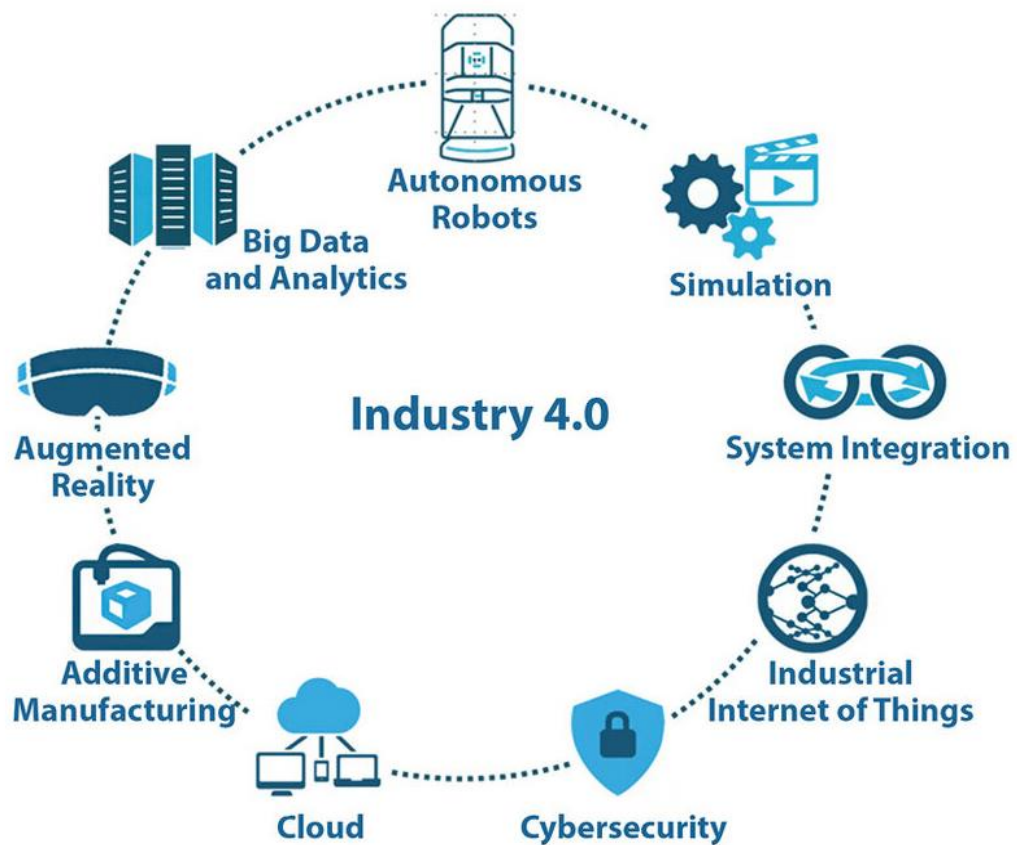 Autonomous
Robots
Big Data
and Analytics
Simulation
Industry 4.0
Augmented
Reality
System Integration
Additive
Manufacturing
Industrial
Internet of Things
Cloud
Cybersecurity